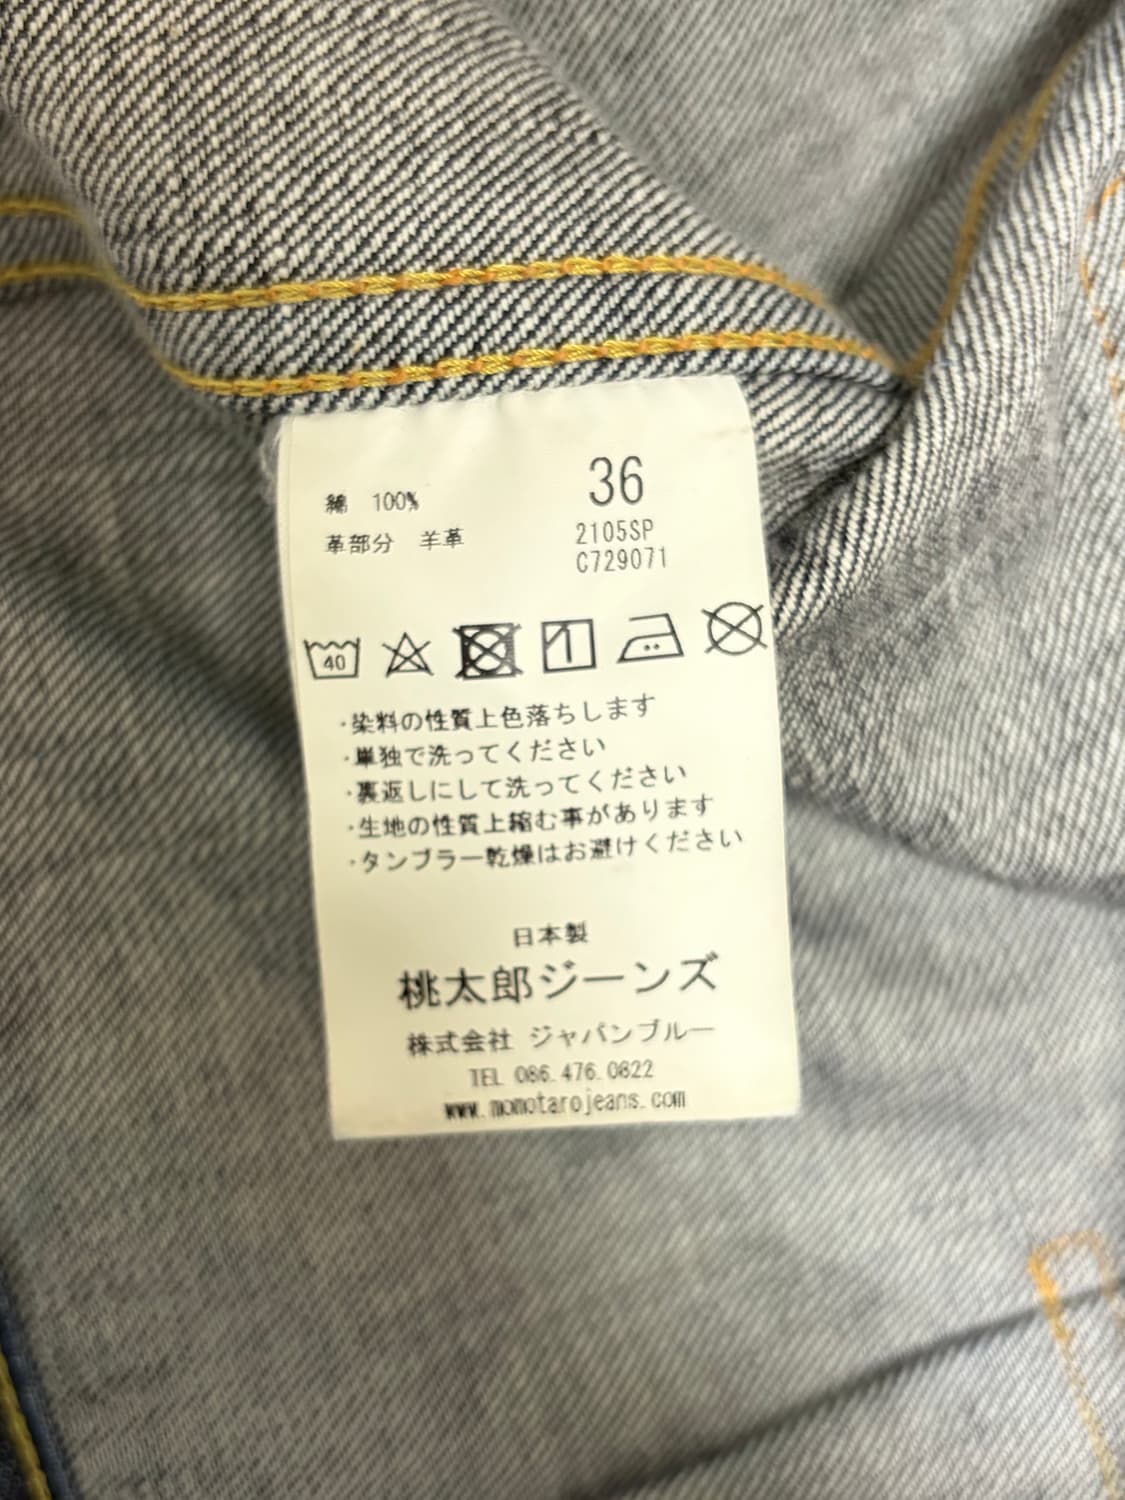 綿 100%
革部分 羊革
36
2105SP
C729071
40
・染料の性質上色落ちします
・単独で洗ってください
・裏返しにして洗ってください
・生地の性質上縮む事があります
・タンブラー乾燥はお避けください
日本製
桃太郎ジーンズ
株式会社 ジャパンブルー
TEL 086.476.0822
www.momotarojeans.com